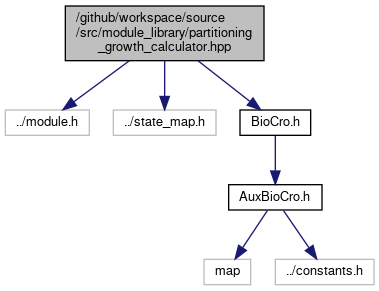 /github/workspace/source
/src/module_library/partitioning
_growth_calculator.hpp
../module.h
../state_map.h
BioCro.h
AuxBioCro.h
map
../constants.h